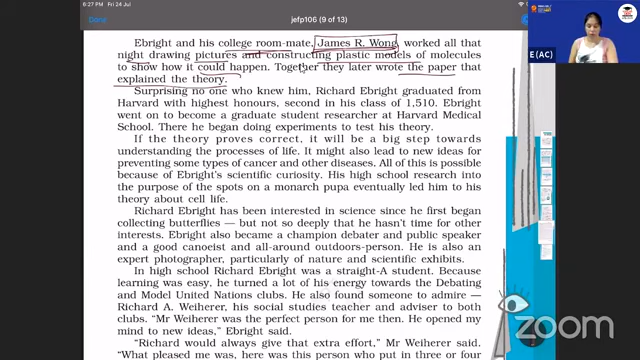 6:27 PM Fri 24 Jul
Done
jefp106 (9 of 13)
Ebright and his college room-mate, James R. Wong, worked all that
night drawing pictures and constructing plastic models of molecules
to show how it could happen. Together they later wrote the paper that
explained the theory.
Surprising no one who knew him, Richard Ebright graduated from
Harvard with highest honours, second in his class of 1,510. Ebright
went on to become a graduate student researcher at Harvard Medical
School. There he began doing experiments to test his theory.
If the theory proves correct, it will be a big step towards
understanding the processes of life. It might also lead to new ideas for
preventing some types of cancer and other diseases. All of this is possible
because of Ebright's scientific curiosity. His high school research into
the purpose of the spots on a monarch pupa eventually led him to his
theory about cell life.
Richard Ebright has been interested in science since he first began
collecting butterflies — but not so deeply that he hasn't time for other
interests. Ebright also became a champion debater and public speaker
and a good canoeist and all-around outdoors-person. He is also an
expert photographer, particularly of nature and scientific exhibits.
In high school Richard Ebright was a straight-A student. Because
learning was easy, he turned a lot of his energy towards the Debating
and Model United Nations clubs. He also found someone to admire —
Richard A. Weiherer, his social studies teacher and adviser to both
clubs. "Mr Weiherer was the perfect person for me then. He opened my
mind to new ideas," Ebright said.
"Richard would always give that extra effort," Mr Weiherer said.
"What pleased me was, here was this person who put in three or four
E (AC)
zoom